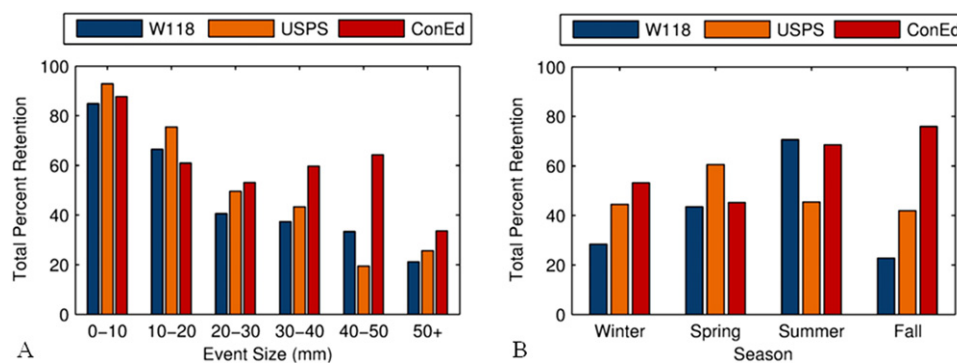 W118 USPS ConEd
Total Percent Retention
100
80
60
40
20
0
0-10 10-20 20-30 30-40 40-50 50+
Event Size (mm)
A
W118 USPS ConEd
Total Percent Retention
100
80
60
40
20
0
Winter Spring Summer Fall
Season
B